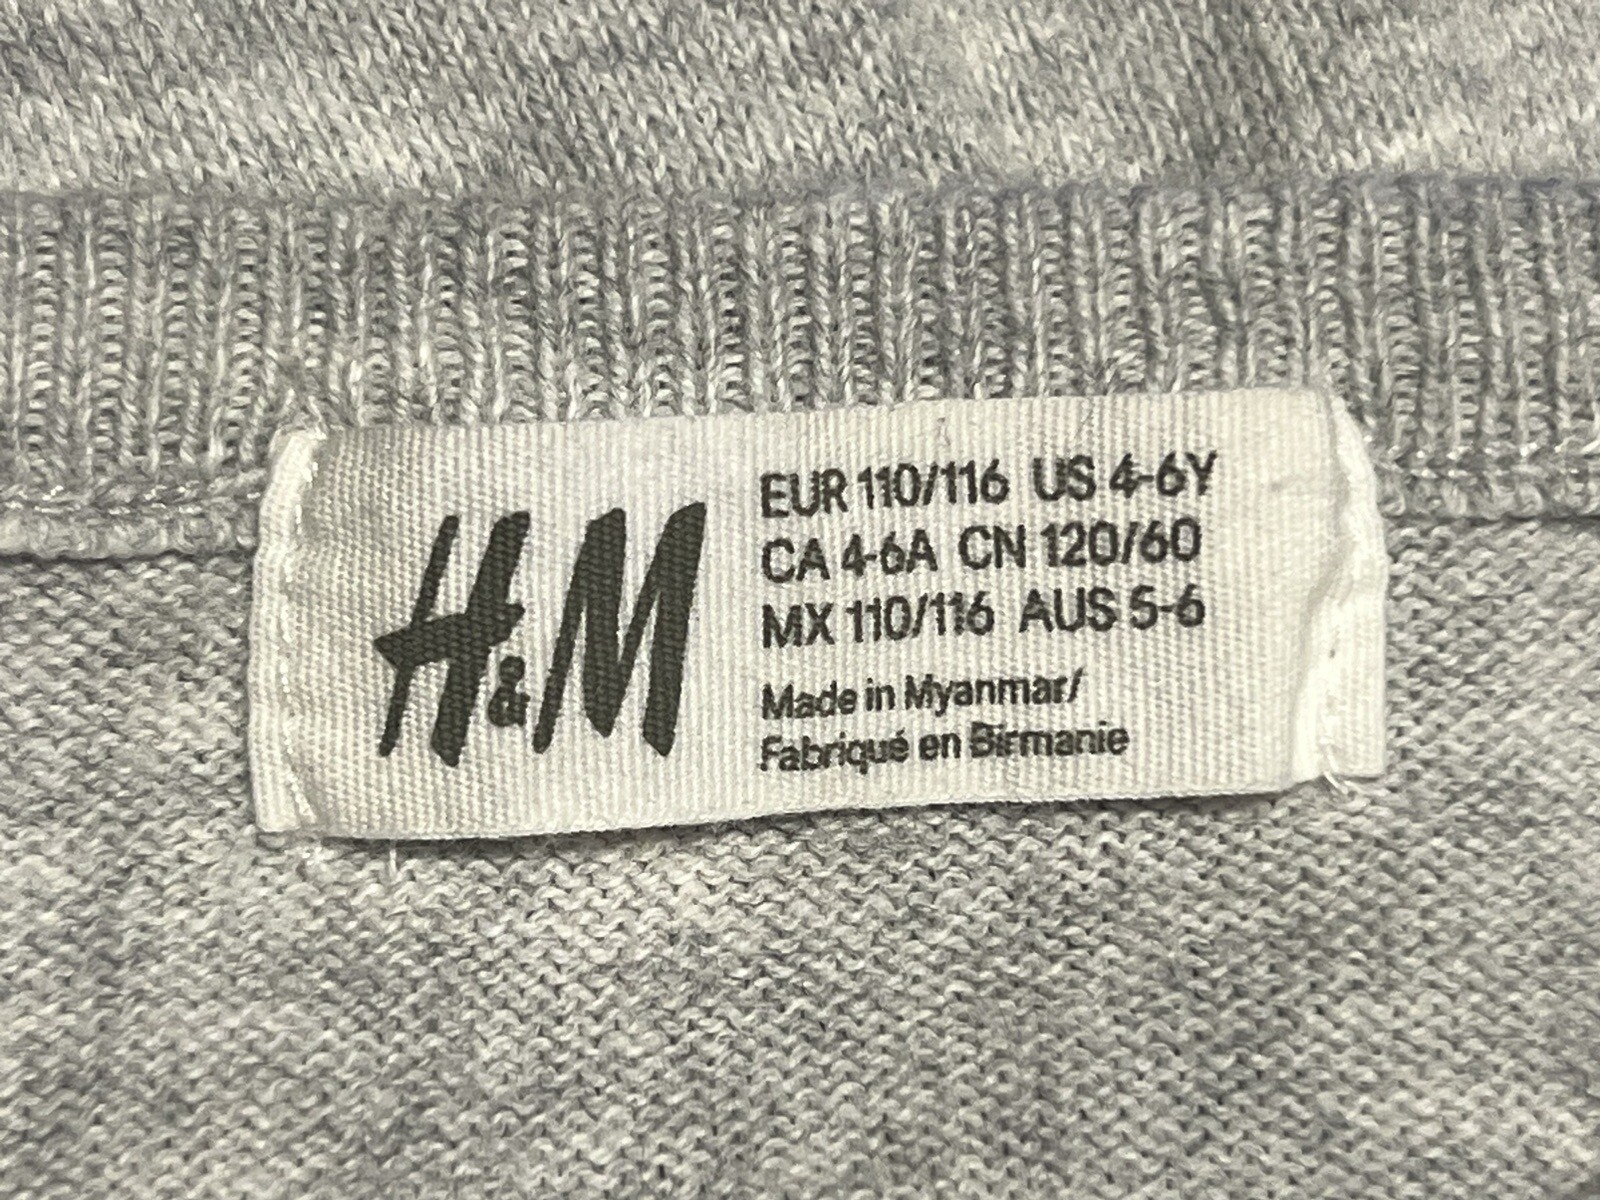 H&M
EUR 110/116 US 4-6Y
CA 4-6A CN 120/60
MX 110/116 AUS 5-6
Made in Myanmar/
Fabriqué en Birmanie